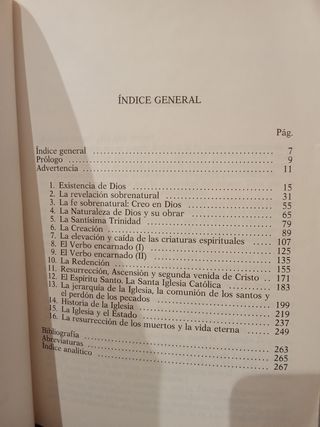 ÍNDICE GENERAL
Pág.
Índice general 7
Prólogo 9
Advertencia 11
1. Existencia de Dios 15
2. La revelación sobrenatural 31
3. La fe sobrenatural: Creo en Dios 55
4. La Naturaleza de Dios y su obrar 65
5. La Santísima Trinidad 79
6. La Creación 89
7. La elevación y caída de las criaturas espirituales 107
8. El Verbo encarnado (I) 125
9. El Verbo encarnado (II) 135
10. La Redención 155
11. Resurrección, Ascensión y segunda venida de Cristo 171
12. El Espíritu Santo. La Santa Iglesia Católica 183
13. La jerarquía de la Iglesia, la comunión de los santos y
el perdón de los pecados 199
14. Historia de la Iglesia 219
15. La Iglesia y el Estado 237
16. La resurrección de los muertos y la vida eterna 249
Bibliografía 263
Abreviaturas 265
Índice analítico 267